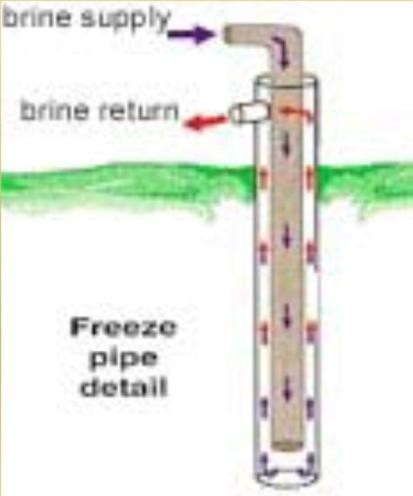 brine supply
brine return
Freeze
pipe
detail